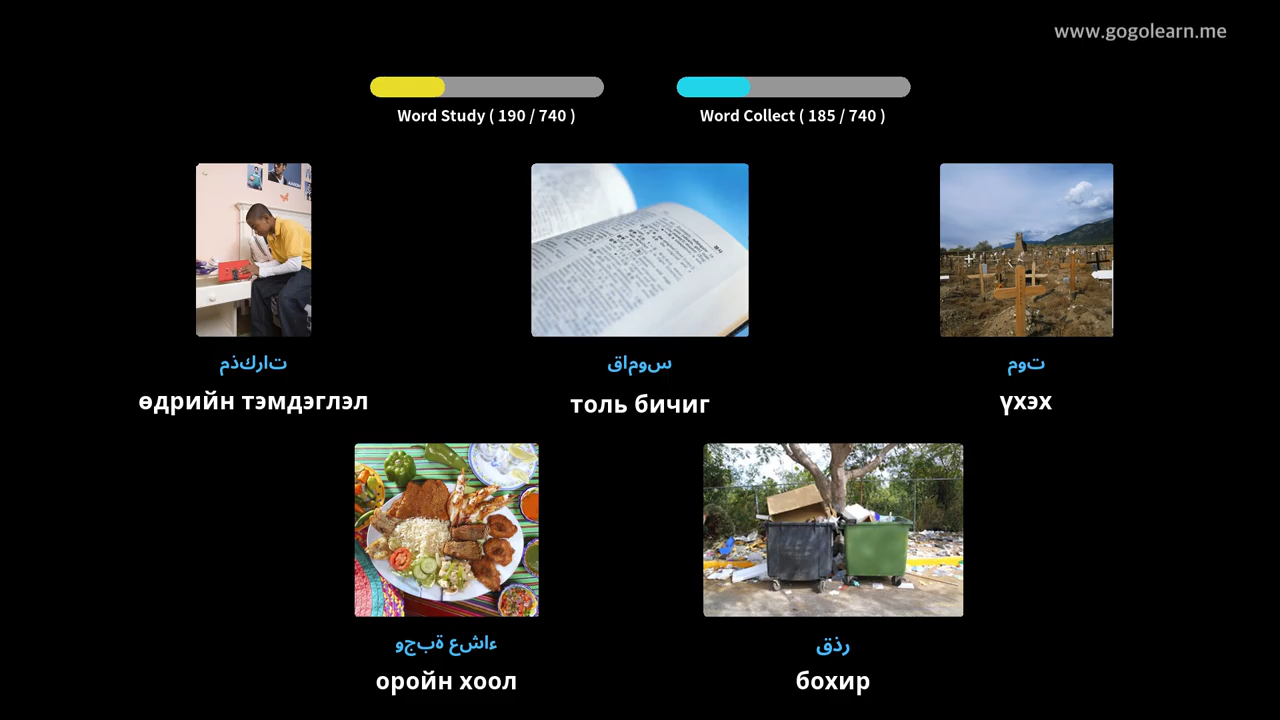 www.gogolearn.me
Word Study ( 190 / 740 )
Word Collect ( 185 / 740 )
تاركذم
өдрийн тэмдэглэл
سوماق
толь бичиг
توم
үхэх
ءاشع ةبجو
оройн хоол
رذق
бохир